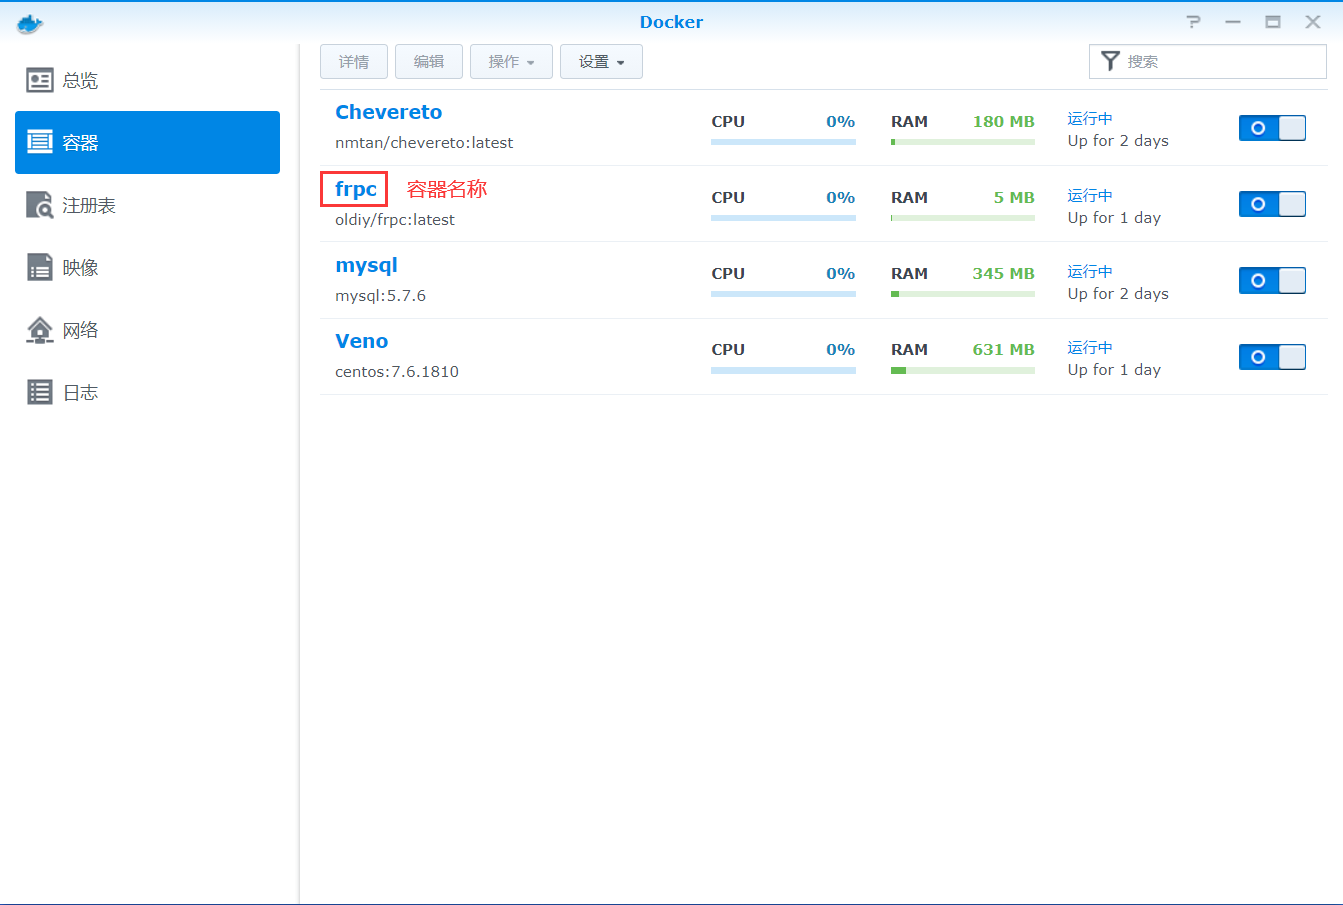 Docker
总览
容器
注册表
映像
网络
日志
详情 编辑 操作 设置 搜索
Chevereto
nmtan/chevereto:latest
CPU 0% RAM 180 MB
运行中
Up for 2 days
frpc 容器名称
oldiy/frpc:latest
CPU 0% RAM 5 MB
运行中
Up for 1 day
mysql
mysql:5.7.6
CPU 0% RAM 345 MB
运行中
Up for 2 days
Veno
centos:7.6.1810
CPU 0% RAM 631 MB
运行中
Up for 1 day